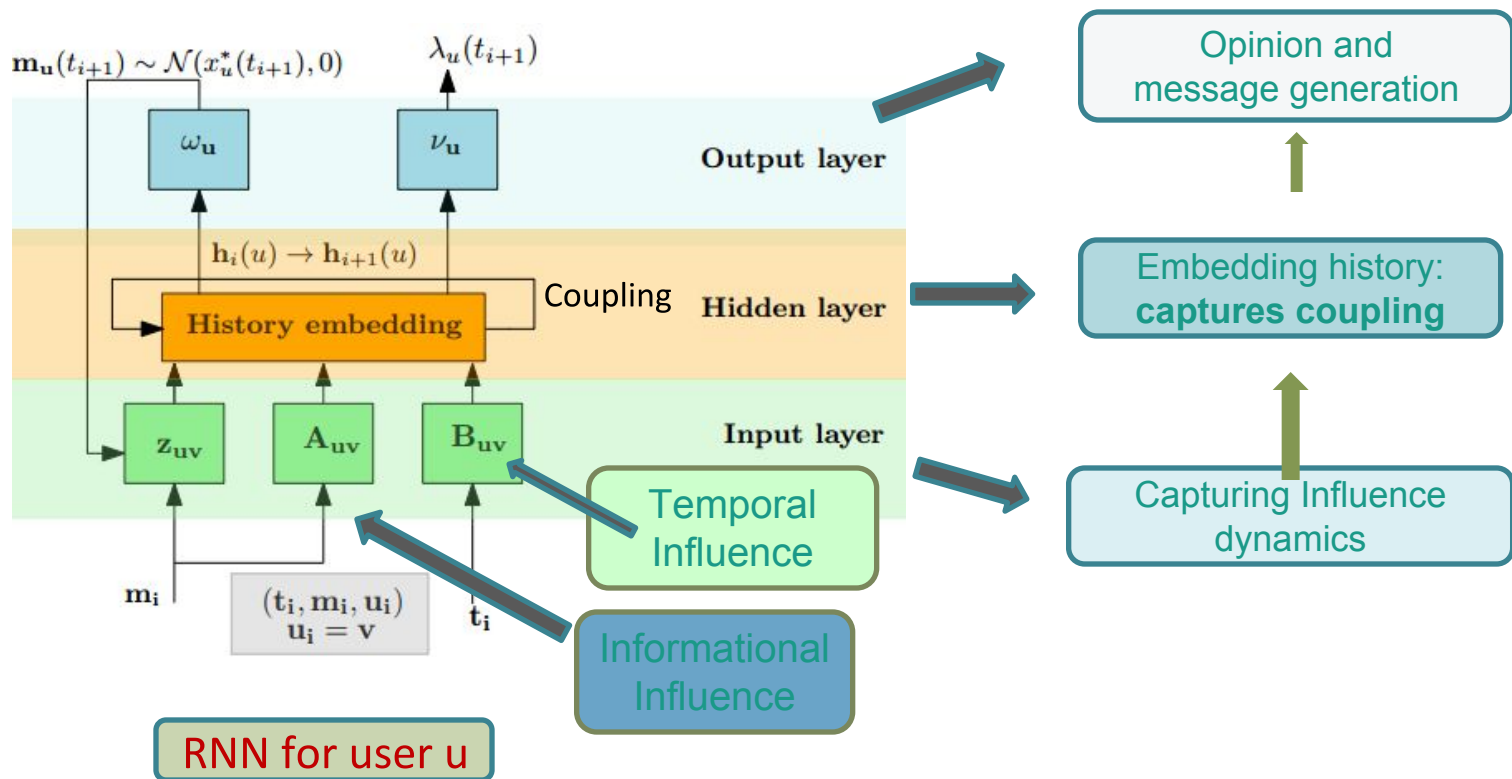 m_u(t_{i+1}) ∼ N(x_u^*(t_{i+1}), 0)
λ_u(t_{i+1})
ω_u
ν_u
Output layer
h_i(u) → h_{i+1}(u)
Coupling
History embedding
Hidden layer
z_uv
A_uv
B_uv
Input layer
Temporal
Influence
m_i
(t_i, m_i, u_i)
u_i = v
t_i
Informational
Influence
RNN for user u
Opinion and
message generation
Embedding history:
captures coupling
Capturing Influence
dynamics